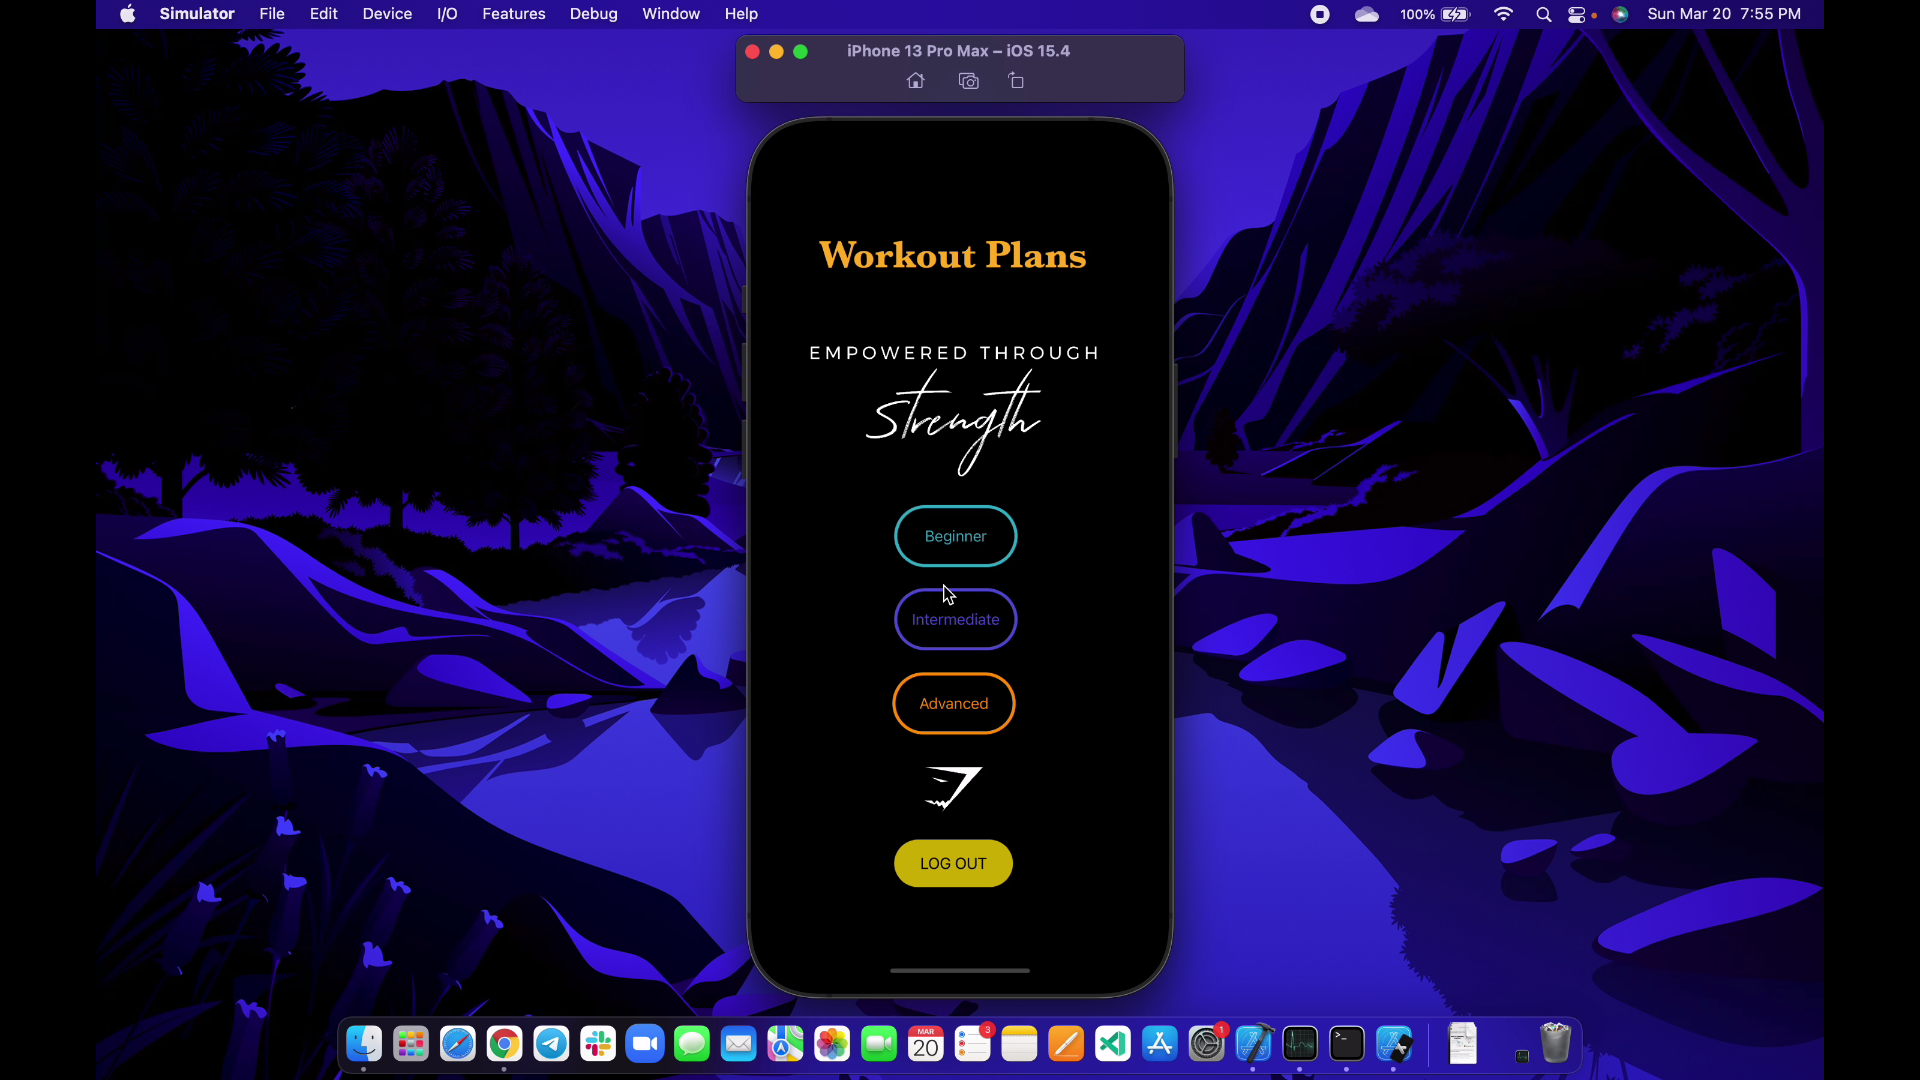 Simulator File Edit Device I/O Features Debug Window Help 100% Sun Mar 20 7:55 PM
iPhone 13 Pro Max – iOS 15.4
Workout Plans
EMPOWERED THROUGH
Strength
Beginner
Intermediate
Advanced
LOG OUT
MAR
20
3
1
>_